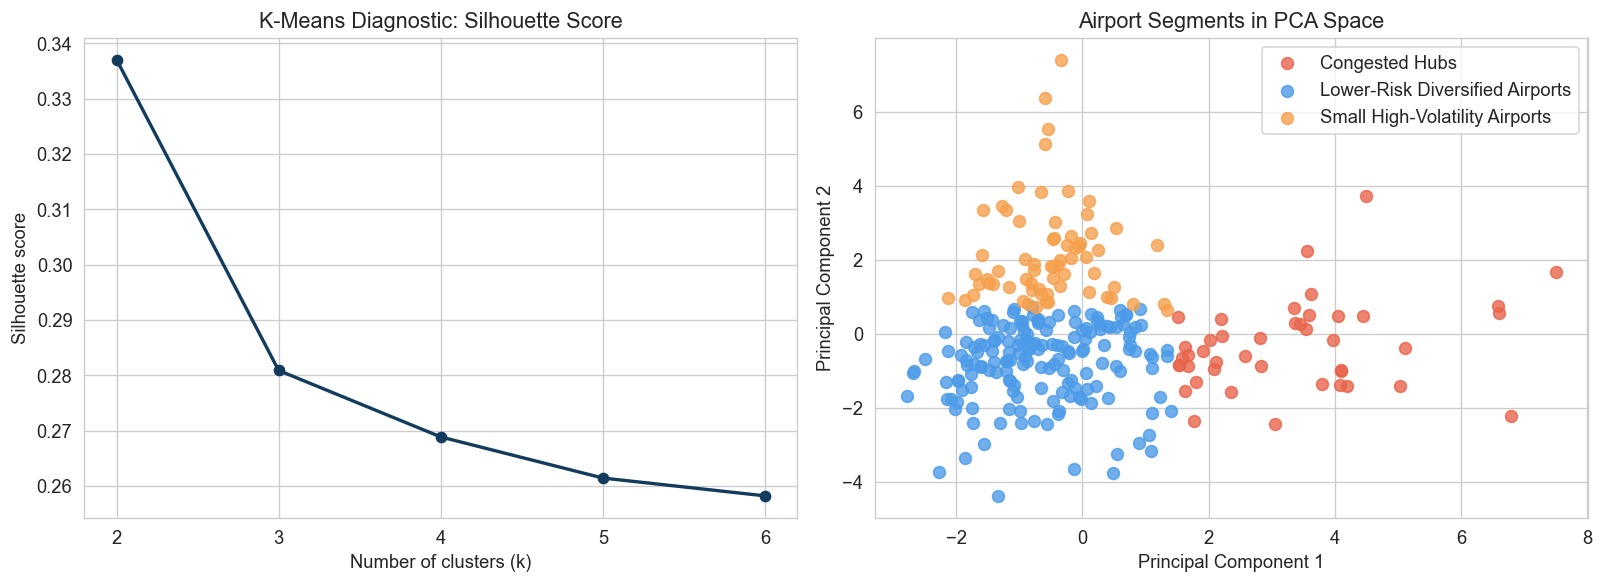 K-Means Diagnostic: Silhouette Score
0.34
0.33
0.32
0.31
0.30
0.29
0.28
0.27
0.26
Silhouette score
2
3
4
5
6
Number of clusters (k)
Airport Segments in PCA Space
Congested Hubs
Lower-Risk Diversified Airports
Small High-Volatility Airports
6
4
2
0
−2
−4
Principal Component 2
−2
0
2
4
6
8
Principal Component 1